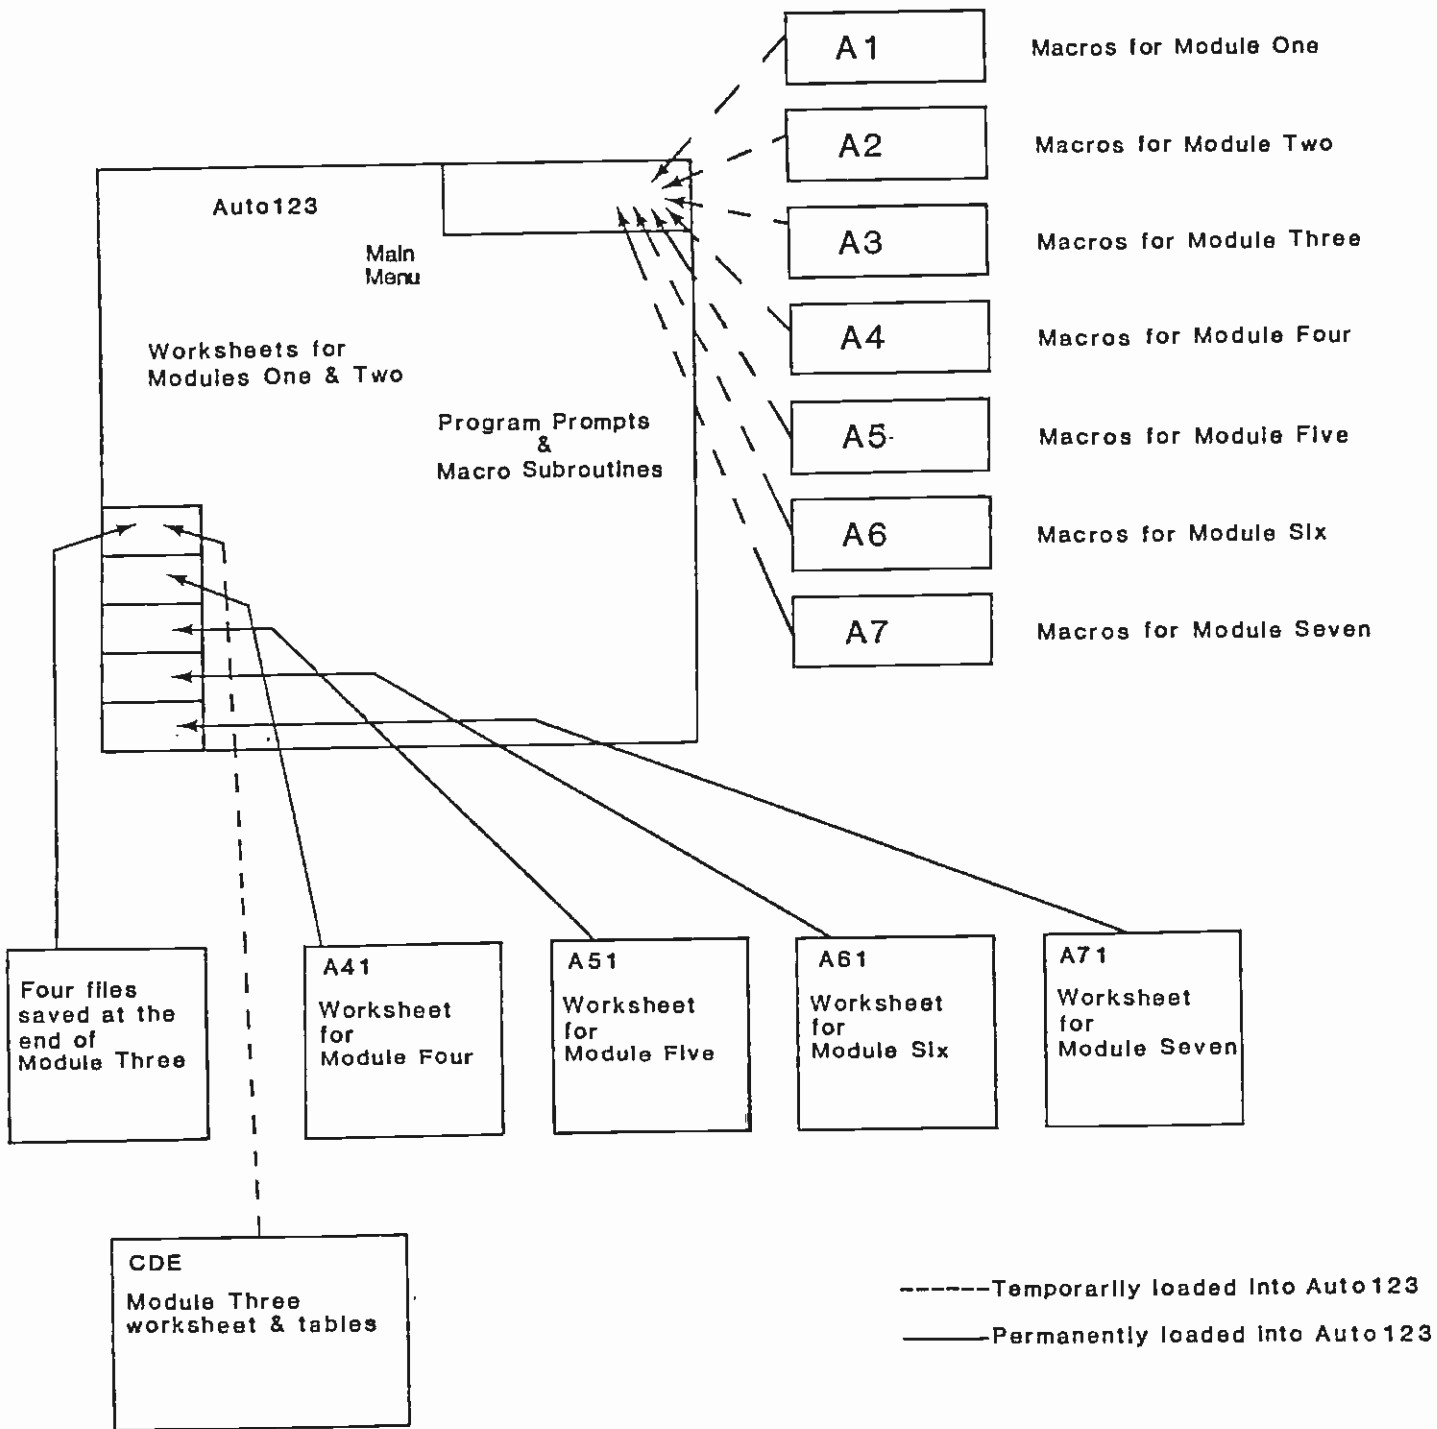 A1
Macros for Module One
A2
Macros for Module Two
A3
Macros for Module Three
A4
Macros for Module Four
A5
Macros for Module Five
A6
Macros for Module Six
A7
Macros for Module Seven
Auto123
Main
Menu
Worksheets for
Modules One & Two
Program Prompts
&
Macro Subroutines
Four files
saved at the
end of
Module Three
A41
Worksheet
for
Module Four
A51
Worksheet
for
Module Five
A61
Worksheet
for
Module Six
A71
Worksheet
for
Module Seven
CDE
Module Three
worksheet & tables
Temporarily loaded into Auto123
Permanently loaded into Auto123